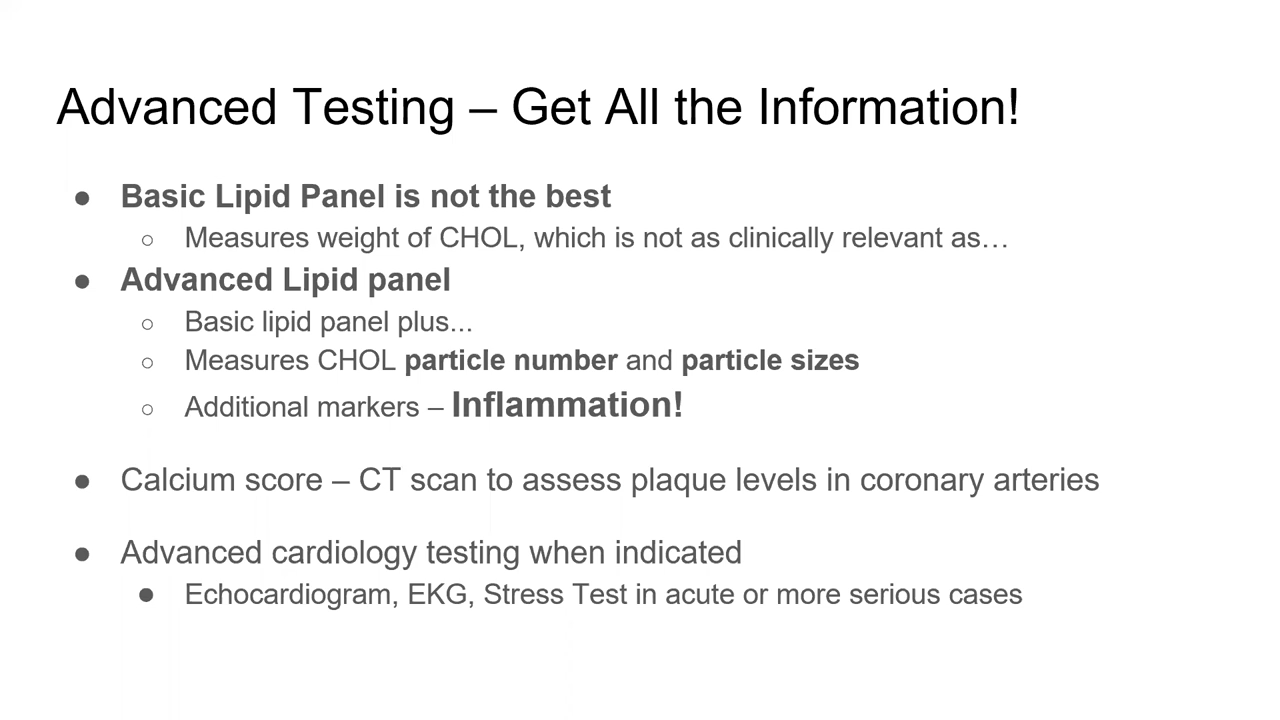 Advanced Testing – Get All the Information!
● Basic Lipid Panel is not the best
○ Measures weight of CHOL, which is not as clinically relevant as…
● Advanced Lipid panel
○ Basic lipid panel plus...
○ Measures CHOL particle number and particle sizes
○ Additional markers – Inflammation!
● Calcium score – CT scan to assess plaque levels in coronary arteries
● Advanced cardiology testing when indicated
● Echocardiogram, EKG, Stress Test in acute or more serious cases